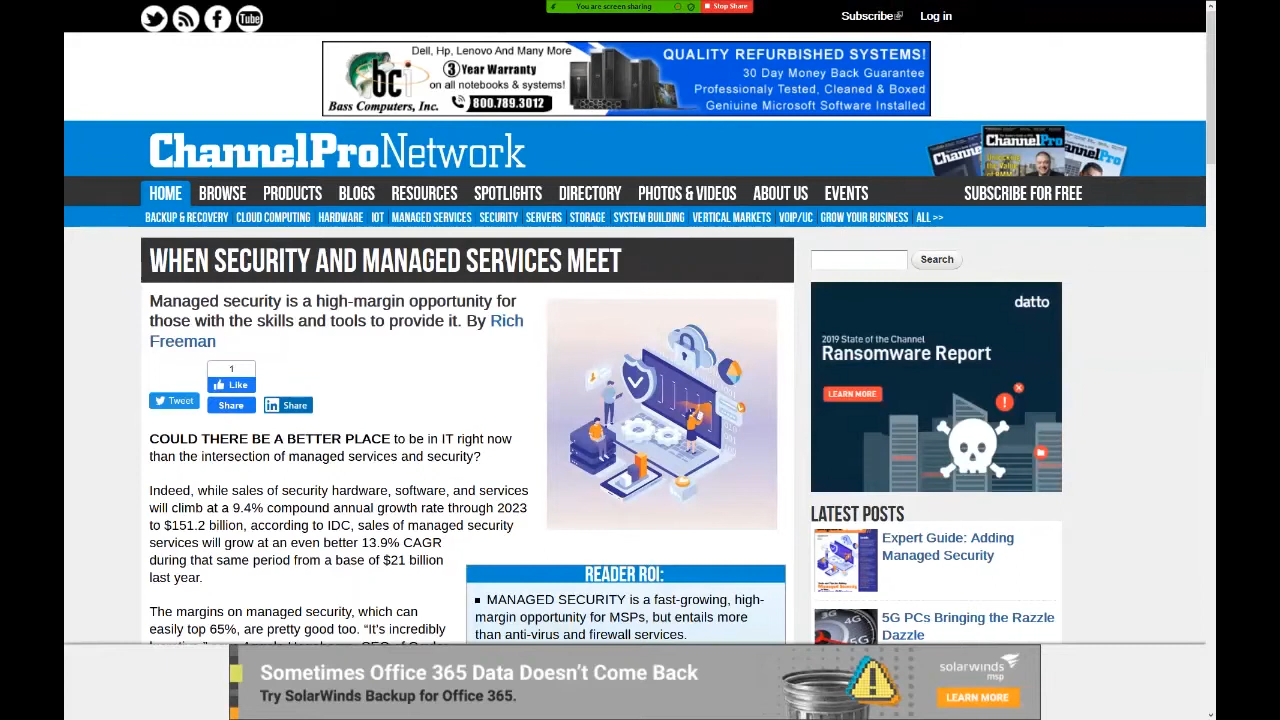 You are screen sharing
Stop Share
You Tube
Subscribe
Log in
Dell, Hp, Lenovo And Many More
3 Year Warranty
on all notebooks & systems!
bci
Bass Computers, Inc.
800.789.3012
QUALITY REFURBISHED SYSTEMS!
30 Day Money Back Guarantee
Professionaly Tested, Cleaned & Boxed
Geniuine Microsoft Software Installed
ChannelProNetwork
HOME BROWSE PRODUCTS BLOGS RESOURCES SPOTLIGHTS DIRECTORY PHOTOS & VIDEOS ABOUT US EVENTS SUBSCRIBE FOR FREE
BACKUP & RECOVERY CLOUD COMPUTING HARDWARE IOT MANAGED SERVICES SECURITY SERVERS STORAGE SYSTEM BUILDING VERTICAL MARKETS VOIP/UC GROW YOUR BUSINESS ALL >>
WHEN SECURITY AND MANAGED SERVICES MEET
Managed security is a high-margin opportunity for
those with the skills and tools to provide it. By Rich
Freeman
1
Like
Tweet
Share
in Share
COULD THERE BE A BETTER PLACE to be in IT right now
than the intersection of managed services and security?
Indeed, while sales of security hardware, software, and services
will climb at a 9.4% compound annual growth rate through 2023
to $151.2 billion, according to IDC, sales of managed security
services will grow at an even better 13.9% CAGR
during that same period from a base of $21 billion
last year.
The margins on managed security, which can
easily top 65%, are pretty good too. “It's incredibly
READER ROI:
MANAGED SECURITY is a fast-growing, high-
margin opportunity for MSPs, but entails more
than anti-virus and firewall services.
Search
datto
2019 State of the Channel
Ransomware Report
LEARN MORE
LATEST POSTS
Expert Guide: Adding
Managed Security
5G PCs Bringing the Razzle
Dazzle
Sometimes Office 365 Data Doesn't Come Back
Try SolarWinds Backup for Office 365.
solarwinds
msp
LEARN MORE